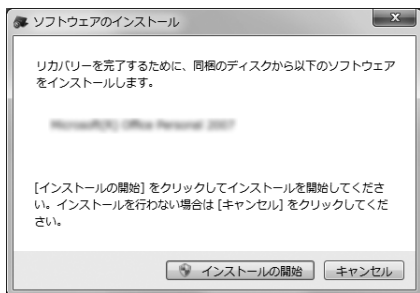 ソフトウェアのインストール
リカバリーを完了するために、同梱のディスクから以下のソフトウェア
をインストールします。
Microsoft(R) Office Personal 2007
[インストールの開始] をクリックしてインストールを開始してくださ
い。インストールを行わない場合は [キャンセル] をクリックしてくだ
さい。
インストールの開始
キャンセル